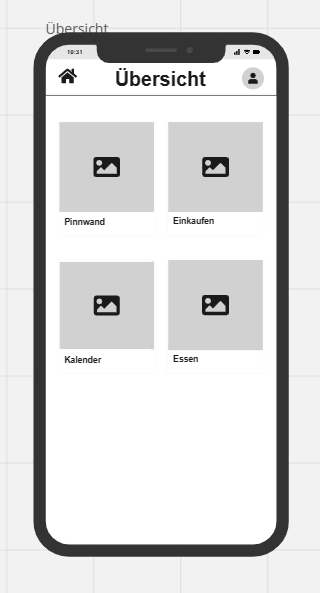 Übersicht
10:31
Übersicht
Pinnwand
Einkaufen
Kalender
Essen